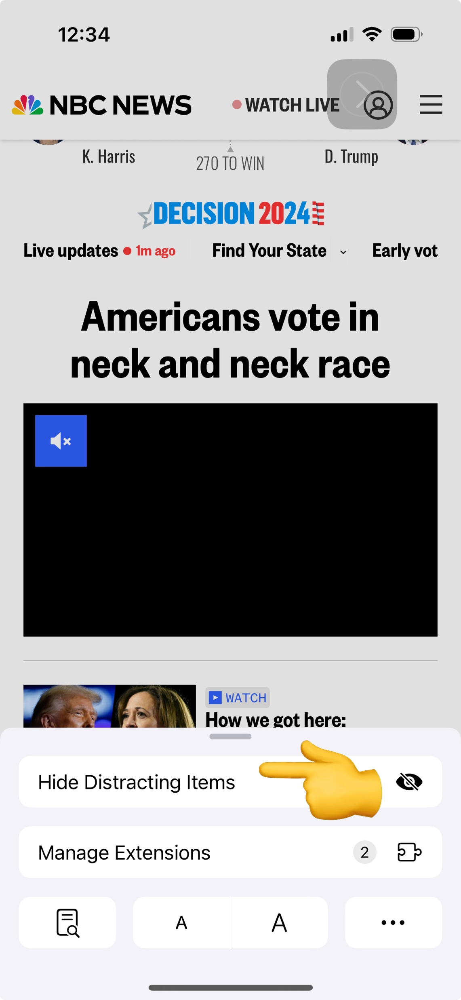 12:34
NBC NEWS
WATCH LIVE
K. Harris
270 TO WIN
D. Trump
DECISION 2024
Live updates 1m ago Find Your State Early vot
Americans vote in
neck and neck race
WATCH
How we got here:
Hide Distracting Items
Manage Extensions 2
A A